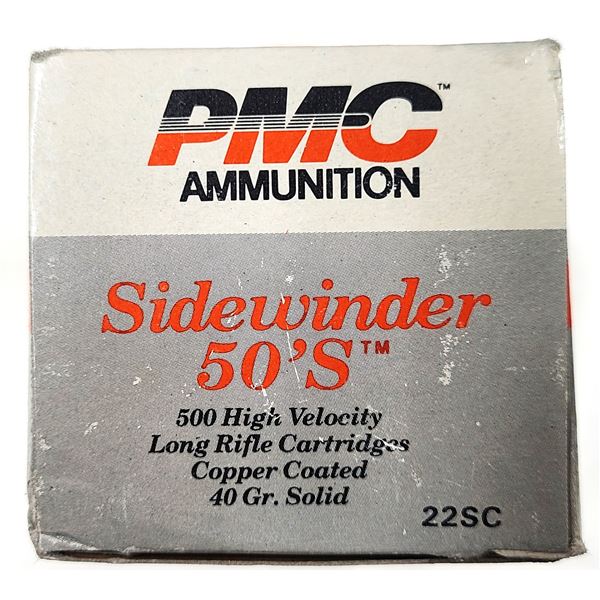 PMC™
AMMUNITION
Sidewinder
50'S™
500 High Velocity
Long Rifle Cartridges
Copper Coated
40 Gr. Solid
22SC